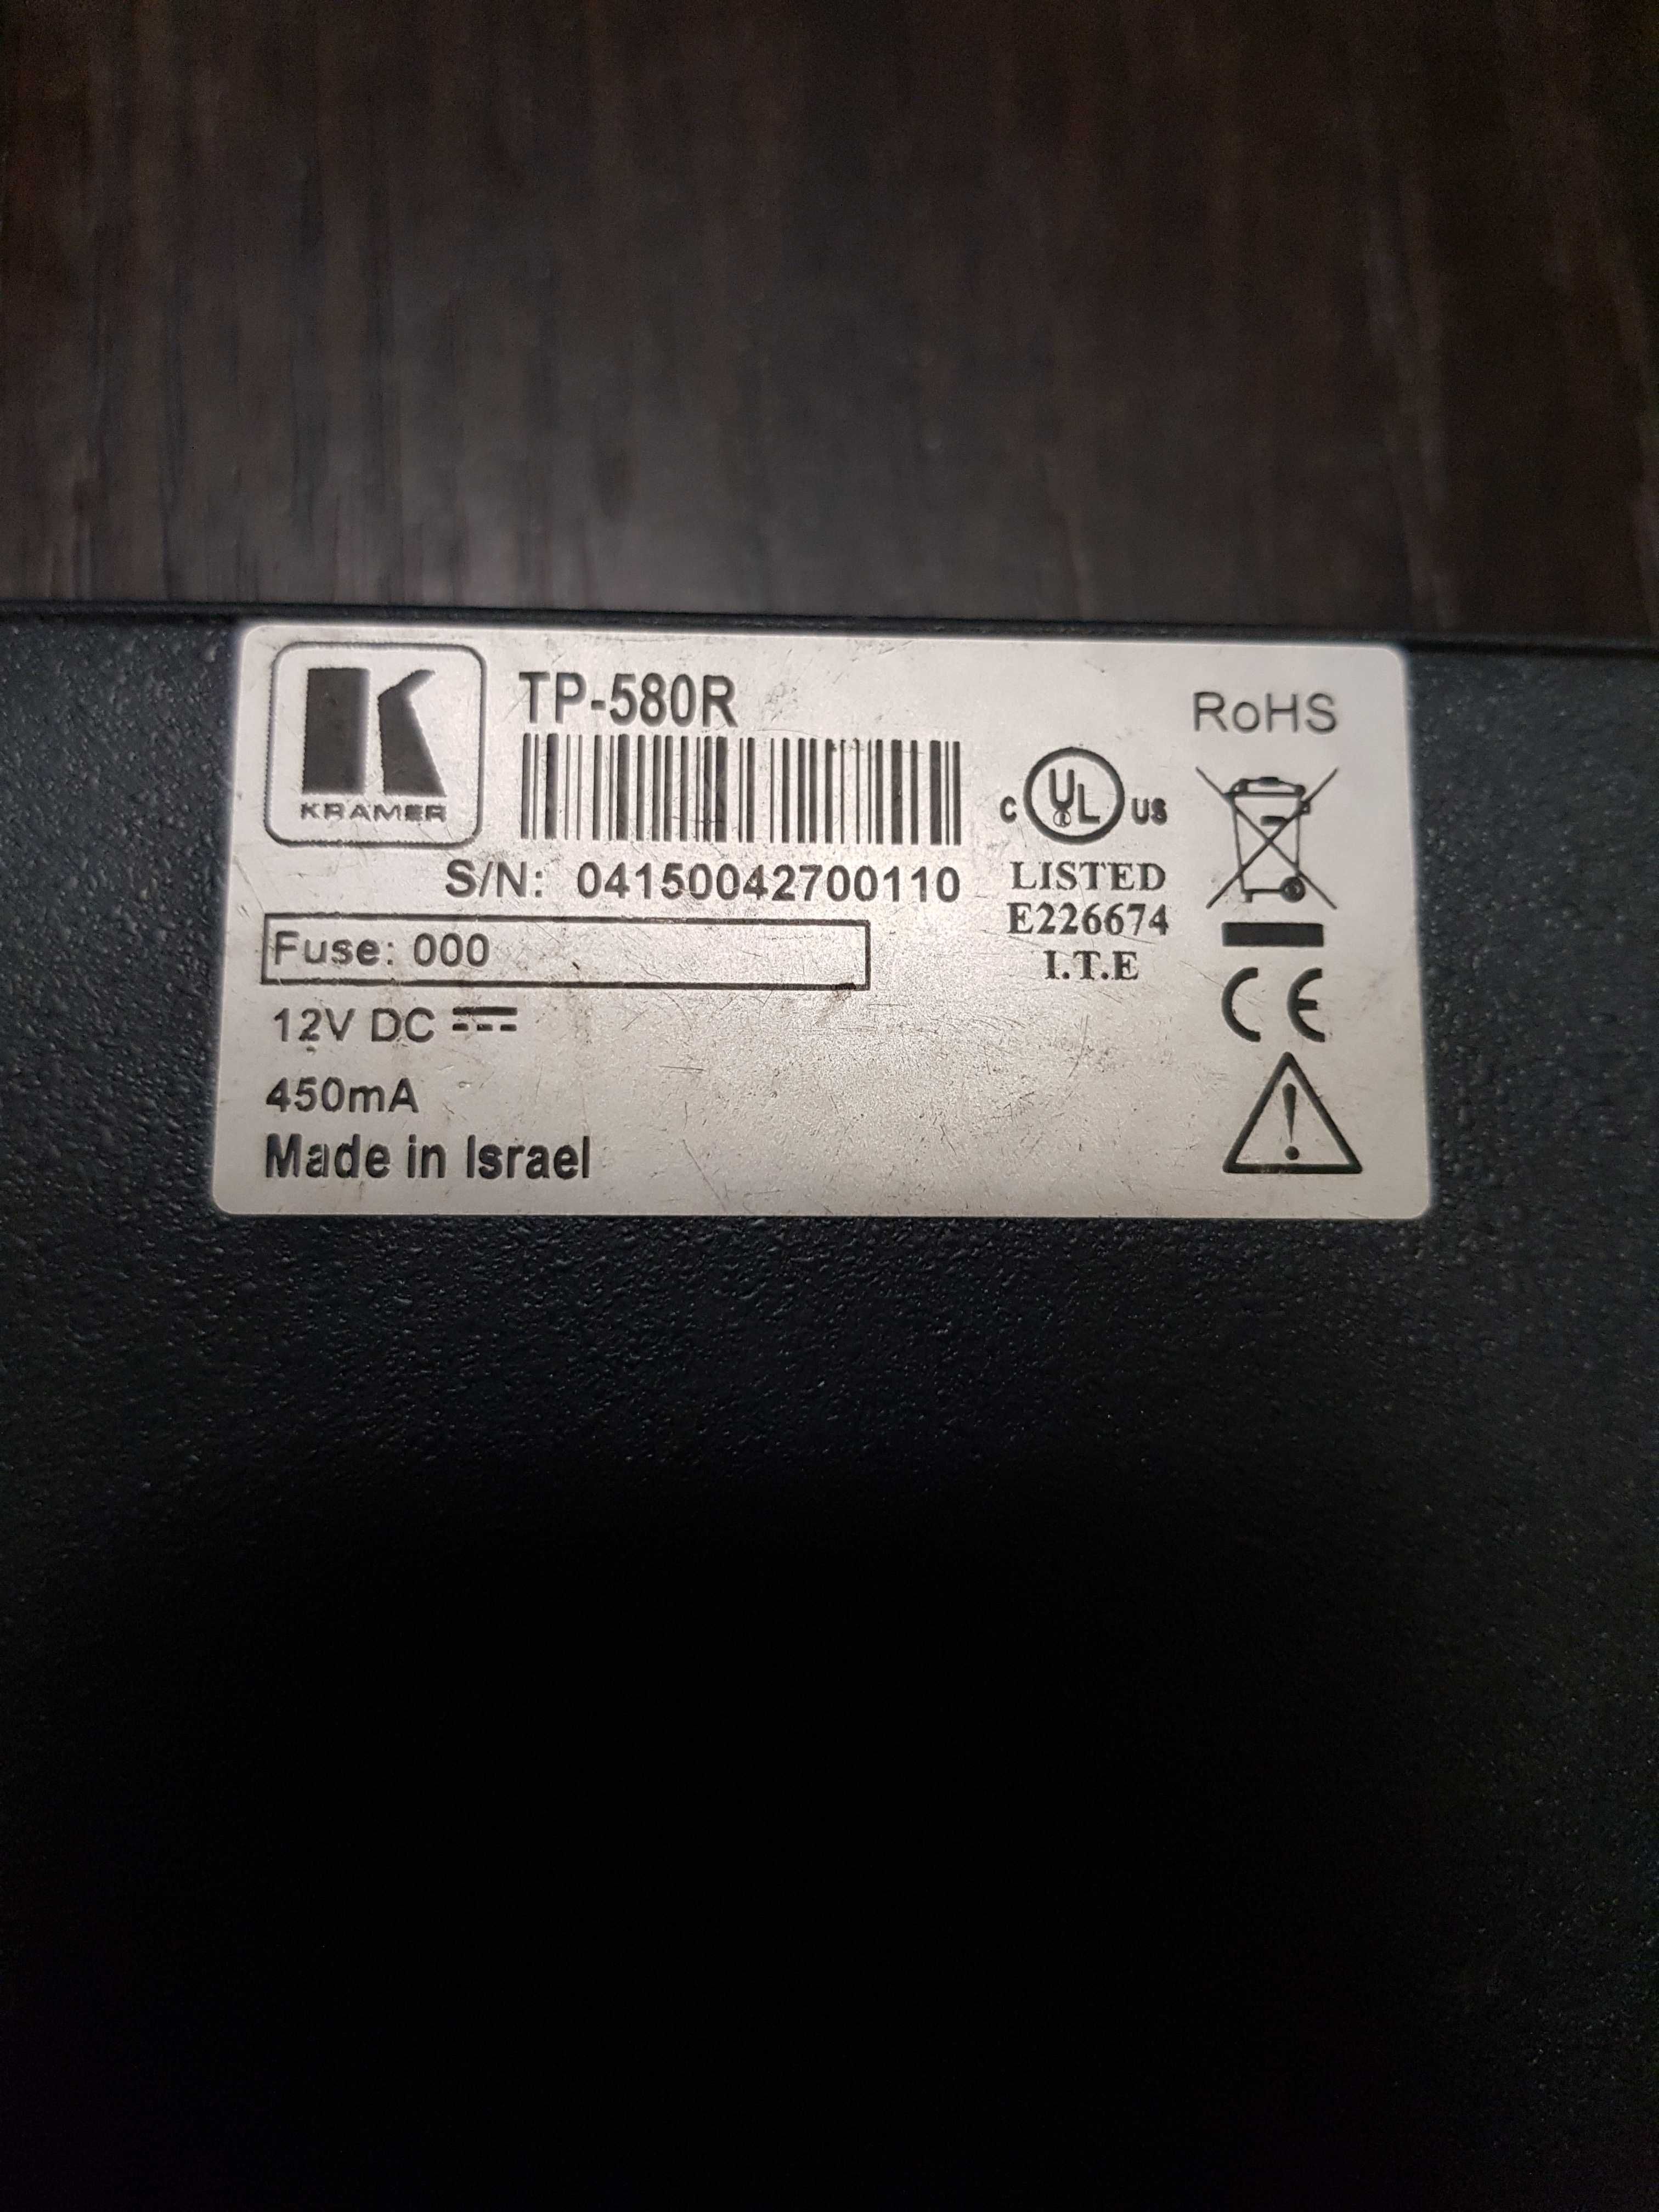 KRAMER
TP-580R
S/N: 04150042700110
Fuse: 000
12V DC
450mA
Made in Israel
C UL US
LISTED
E226674
I.T.E
RoHS
CE